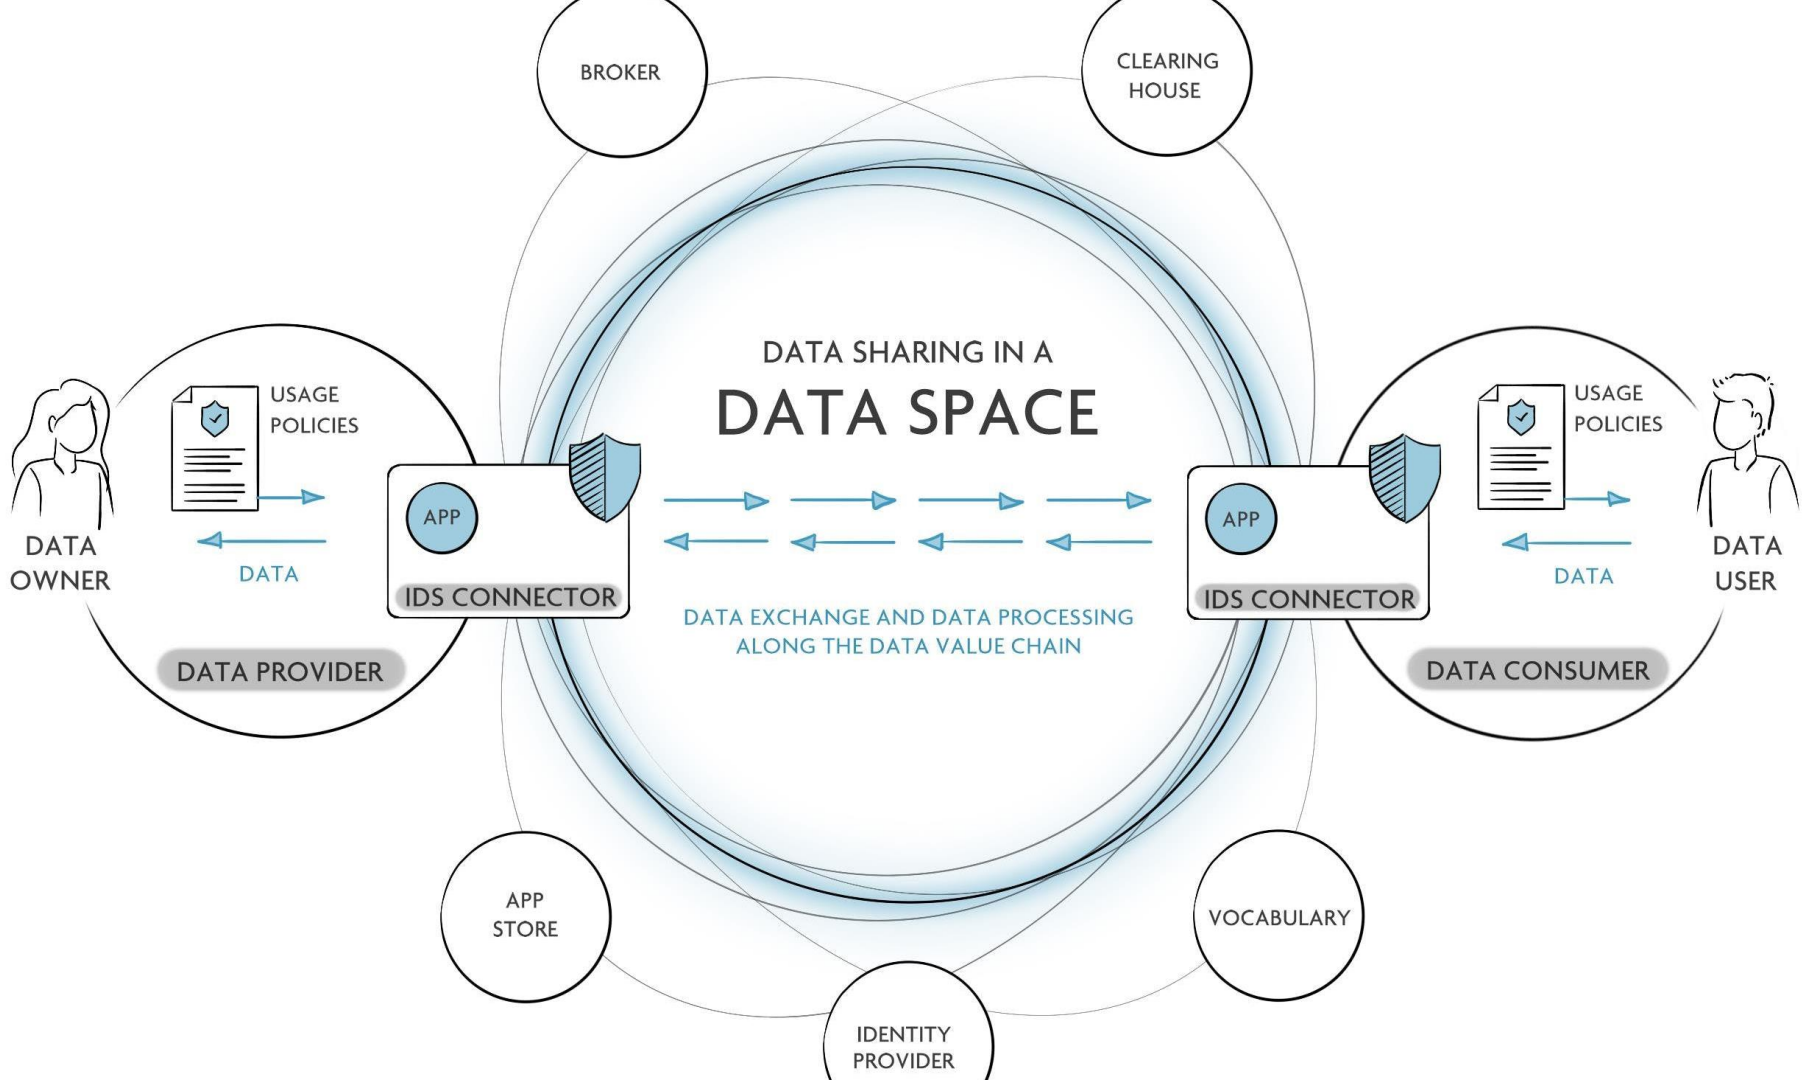 BROKER
CLEARING
HOUSE
DATA SHARING IN A
DATA SPACE
USAGE
POLICIES
DATA
OWNER
DATA
APP
IDS CONNECTOR
DATA PROVIDER
DATA EXCHANGE AND DATA PROCESSING
ALONG THE DATA VALUE CHAIN
APP
IDS CONNECTOR
USAGE
POLICIES
DATA
DATA
USER
DATA CONSUMER
APP
STORE
VOCABULARY
IDENTITY
PROVIDER